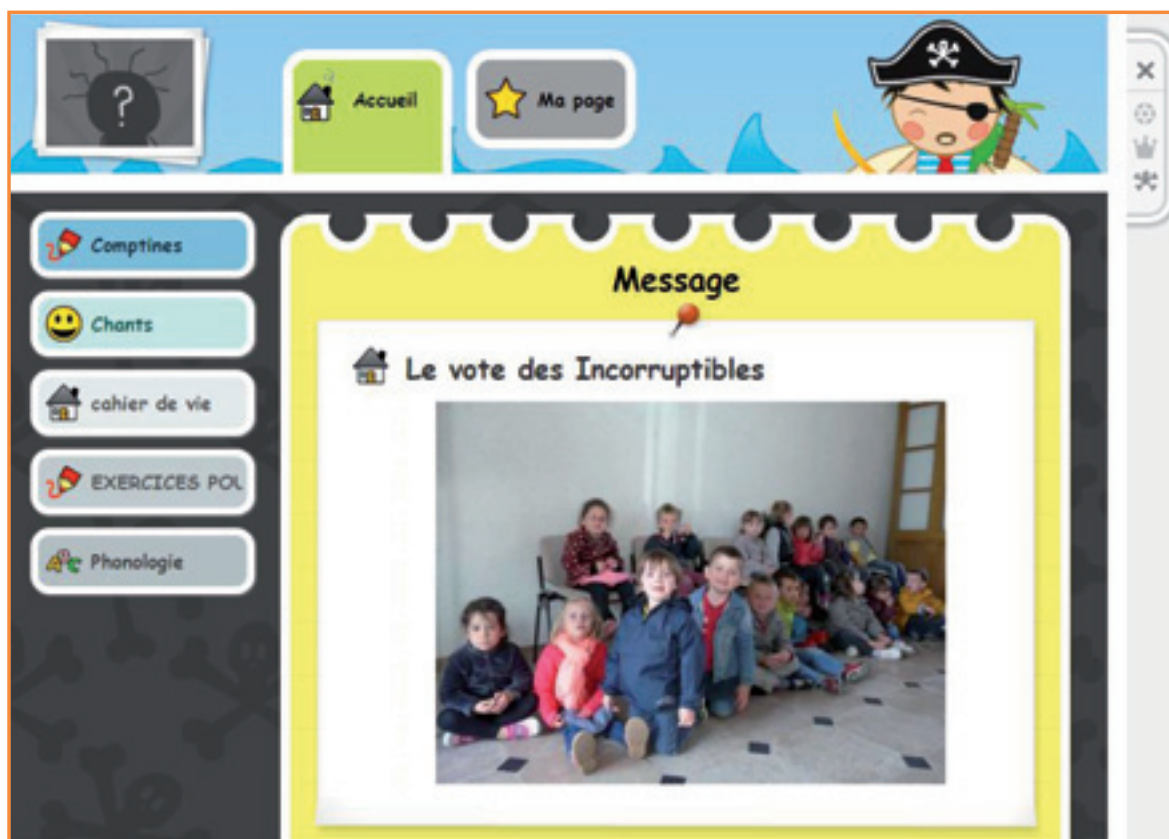 ?
Accueil
Ma page
Comptines
Chants
cahier de vie
EXERCICES POU
Phonologie
Message
Le vote des Incorruptibles